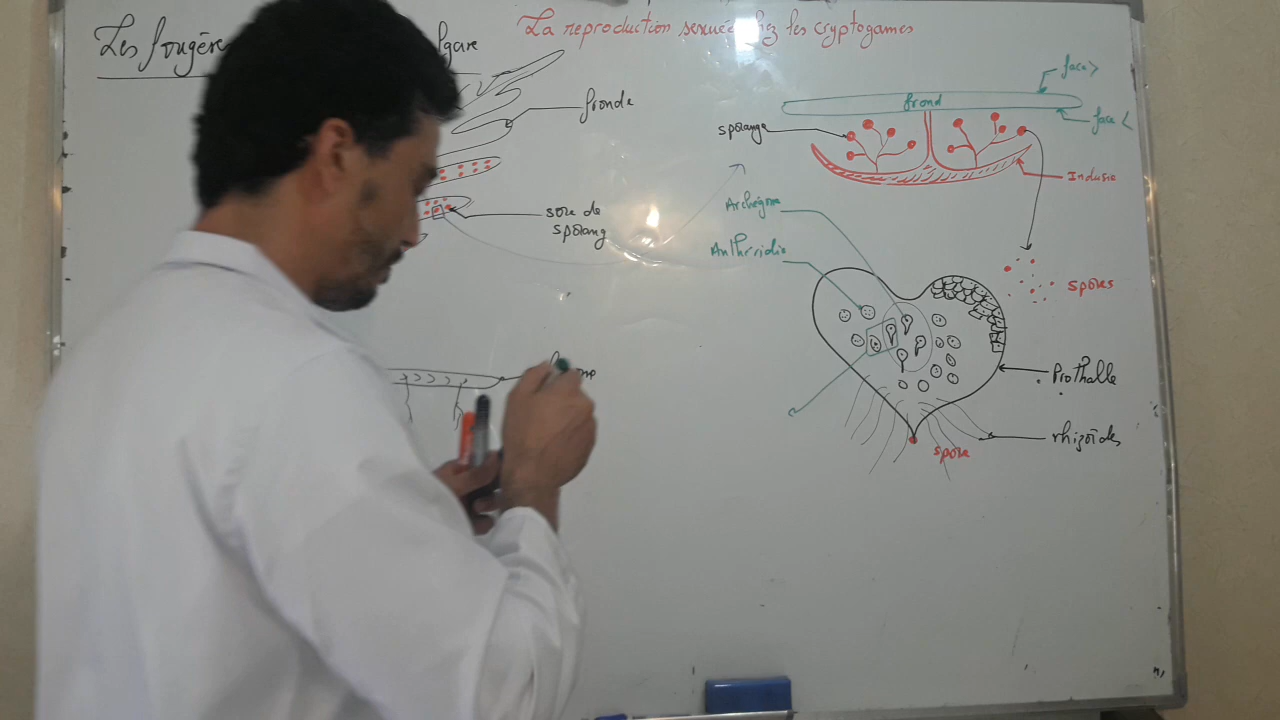 La reproduction sexuée chez les cryptogames
Les fougère
fronde
sore de
sporang
face >
frond
face <
sporange
Indusie
Archégone
Anthéridie
spores
Prothalle
rhizoïdes
spore